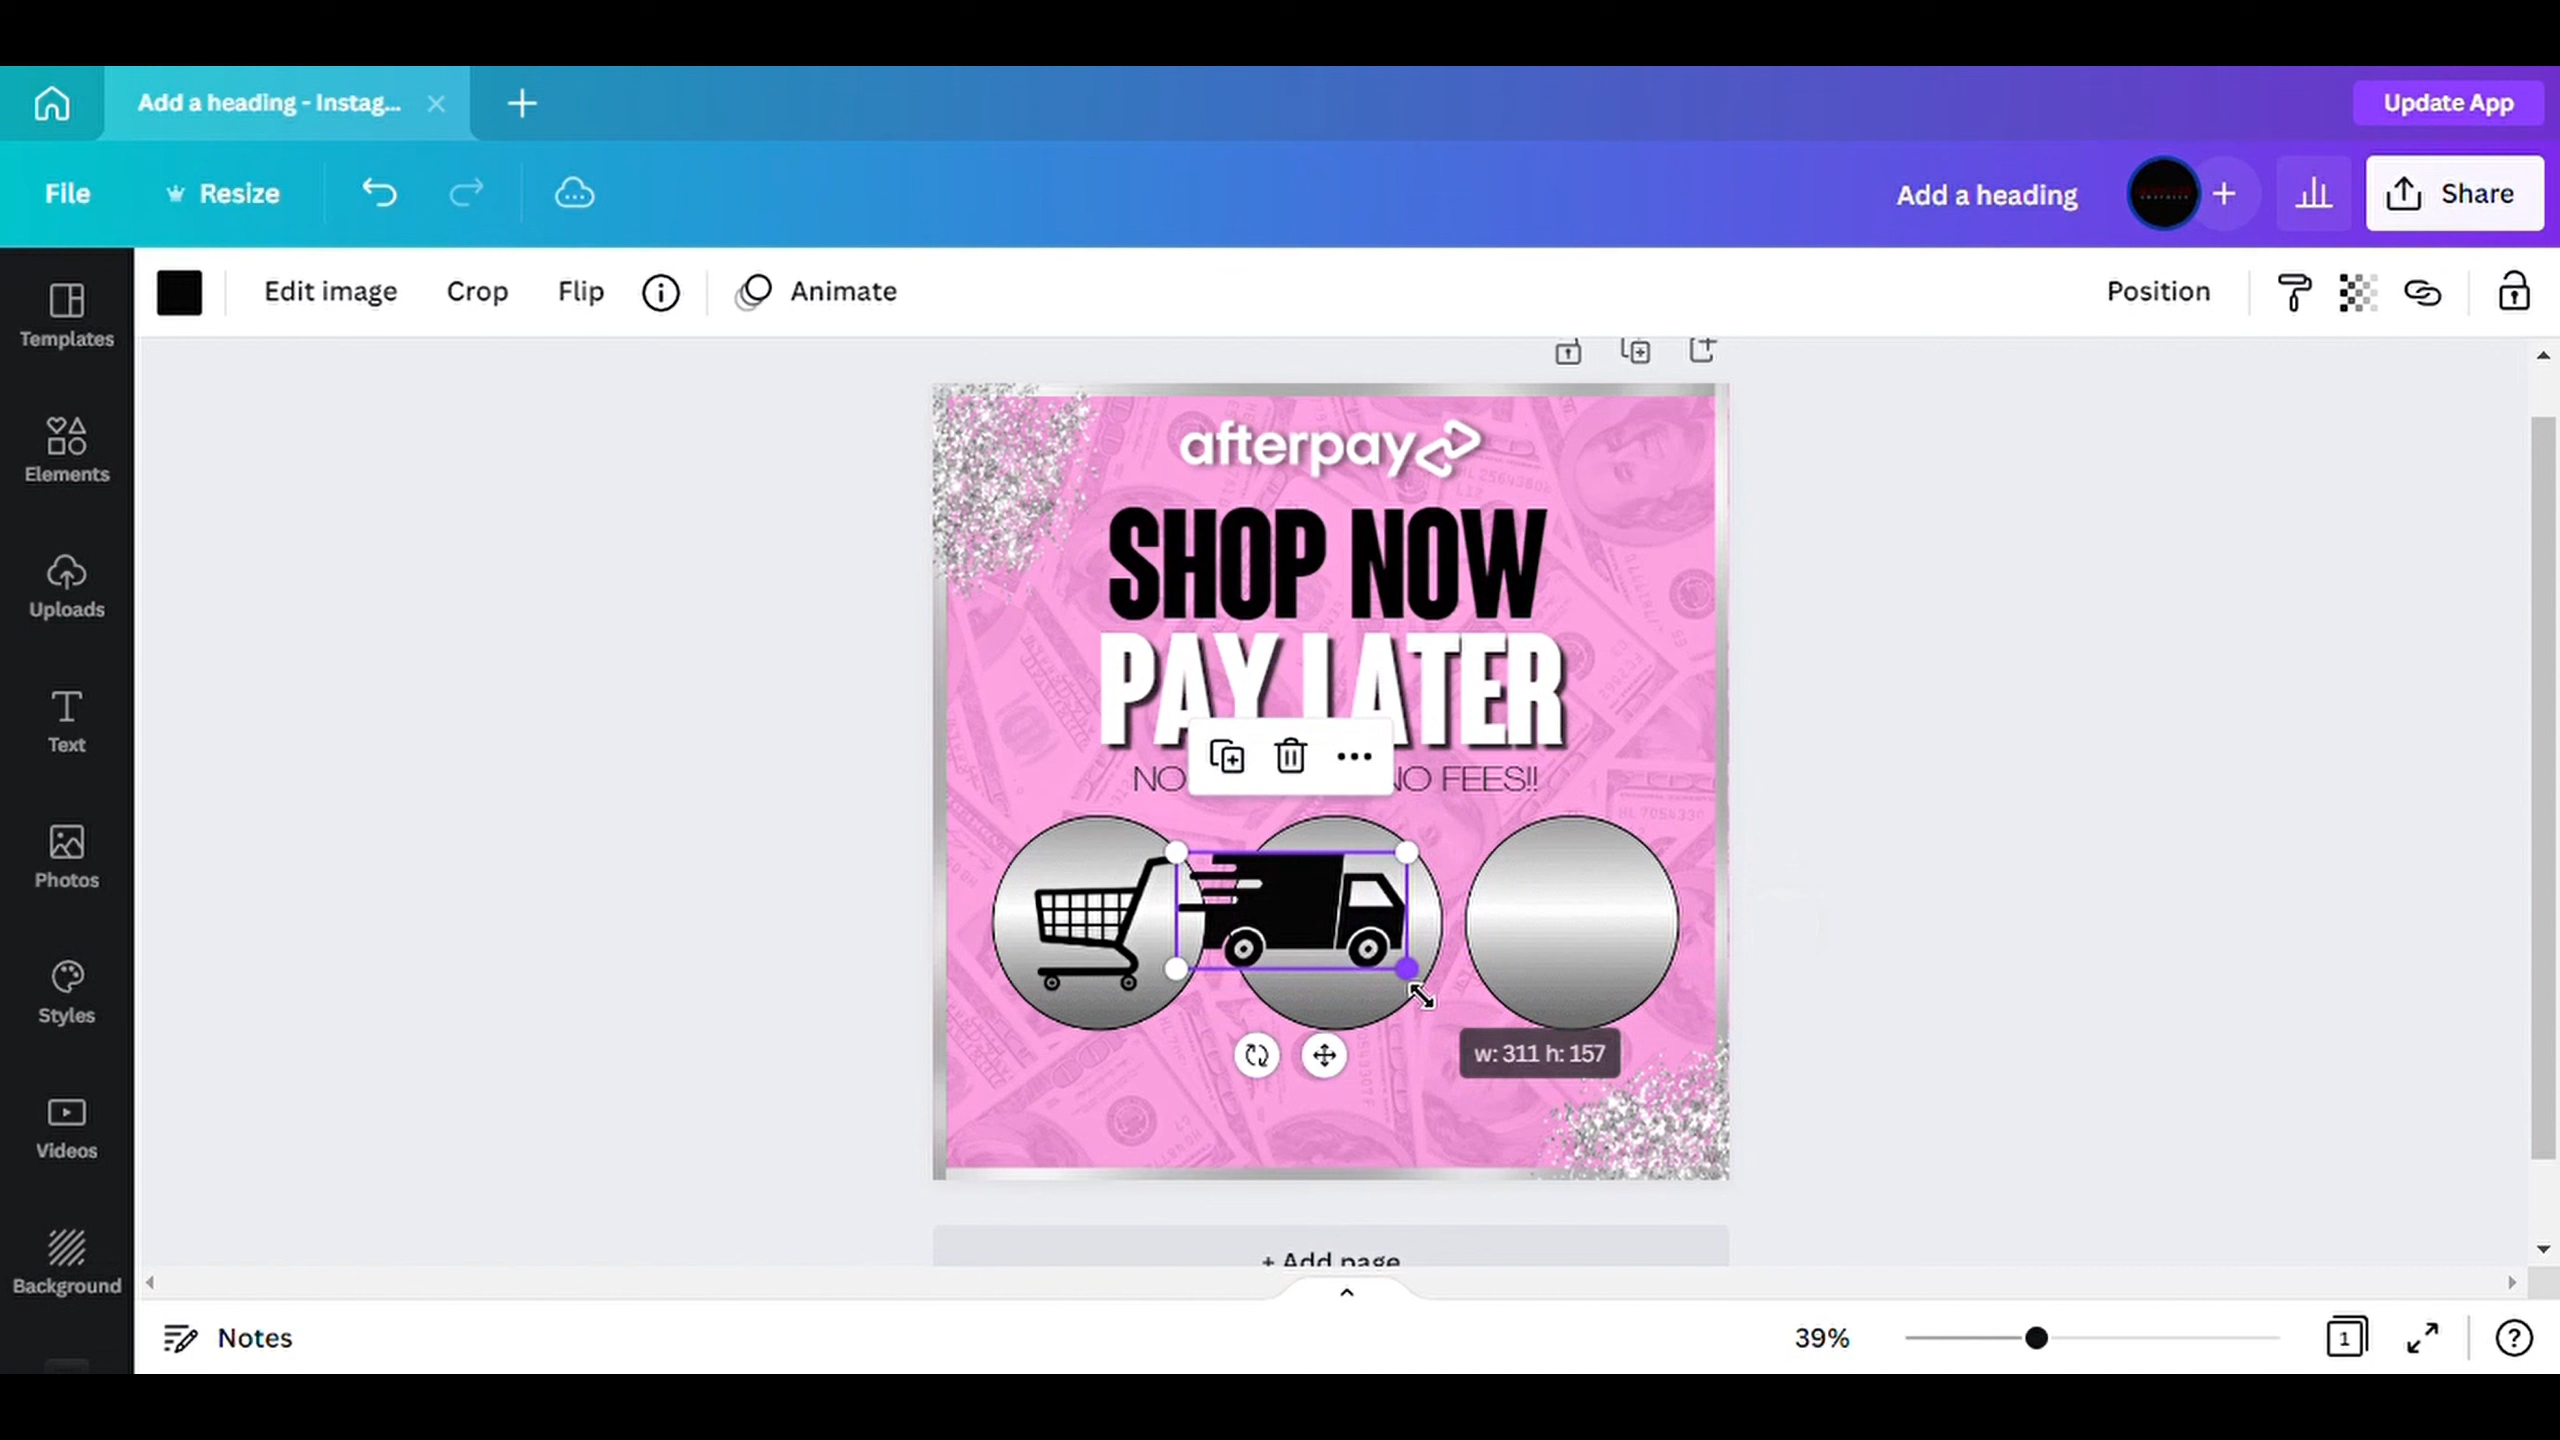 Add a heading - Instag...
Update App
File
Resize
Add a heading
Share
Edit image
Crop
Flip
Animate
Position
Templates
Elements
Uploads
Text
Photos
Styles
Videos
Background
afterpay
SHOP NOW
PAY LATER
NO NO FEES!!
w: 311 h: 157
+ Add page
Notes
39%
1